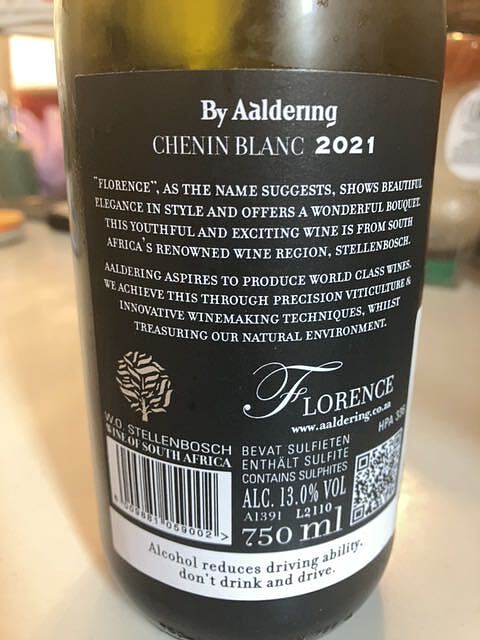 By Aaldering
CHENIN BLANC 2021
"FLORENCE", AS THE NAME SUGGESTS, SHOWS BEAUTIFUL
ELEGANCE IN STYLE AND OFFERS A WONDERFUL BOUQUET.
THIS YOUTHFUL AND EXCITING WINE IS FROM SOUTH
AFRICA'S RENOWNED WINE REGION, STELLENBOSCH.
AALDERING ASPIRES TO PRODUCE WORLD CLASS WINES.
WE ACHIEVE THIS THROUGH PRECISION VITICULTURE &
INNOVATIVE WINEMAKING TECHNIQUES, WHILST
TREASURING OUR NATURAL ENVIRONMENT.
FLORENCE
www.aaldering.co.za
HPA 336
W.O. STELLENBOSCH
WINE OF SOUTH AFRICA
BEVAT SULFIETEN
ENTHÄLT SULFITE
CONTAINS SULPHITES
ALC. 13.0% VOL
A1391 L2110
750 ml
Alcohol reduces driving ability,
don't drink and drive.